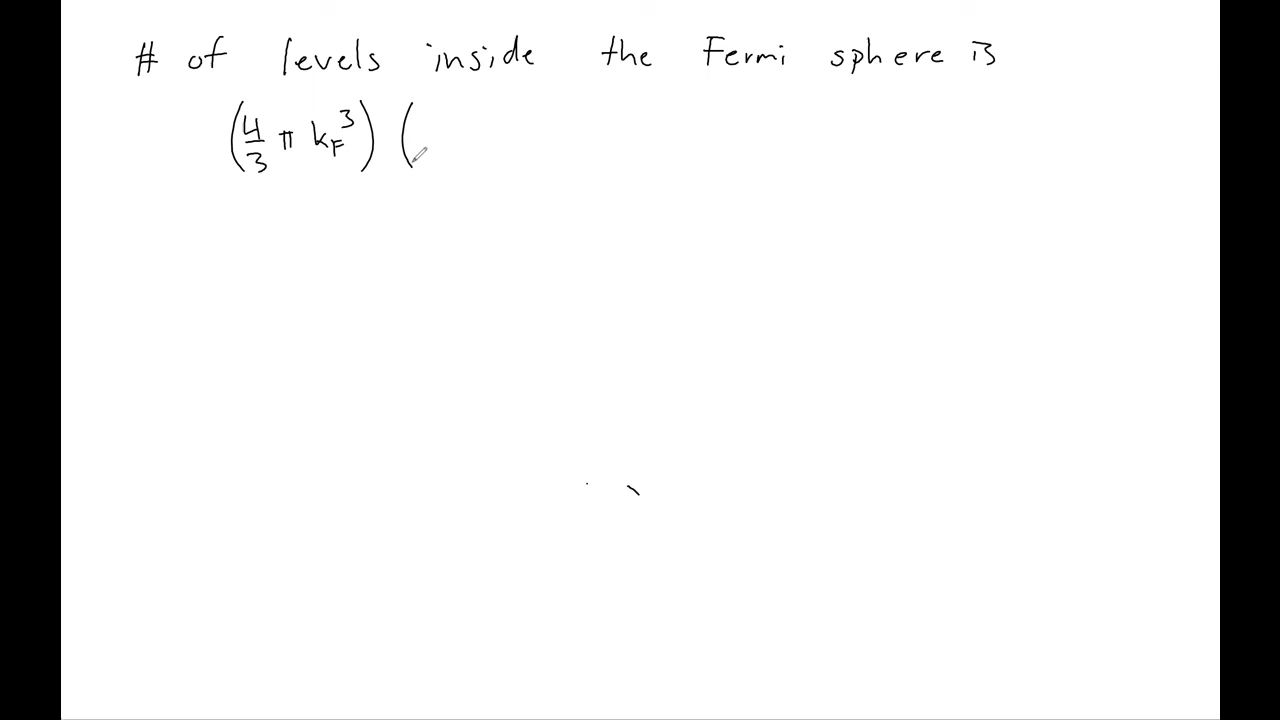 # of levels inside the Fermi sphere is
(4/3 π k_F^3) (